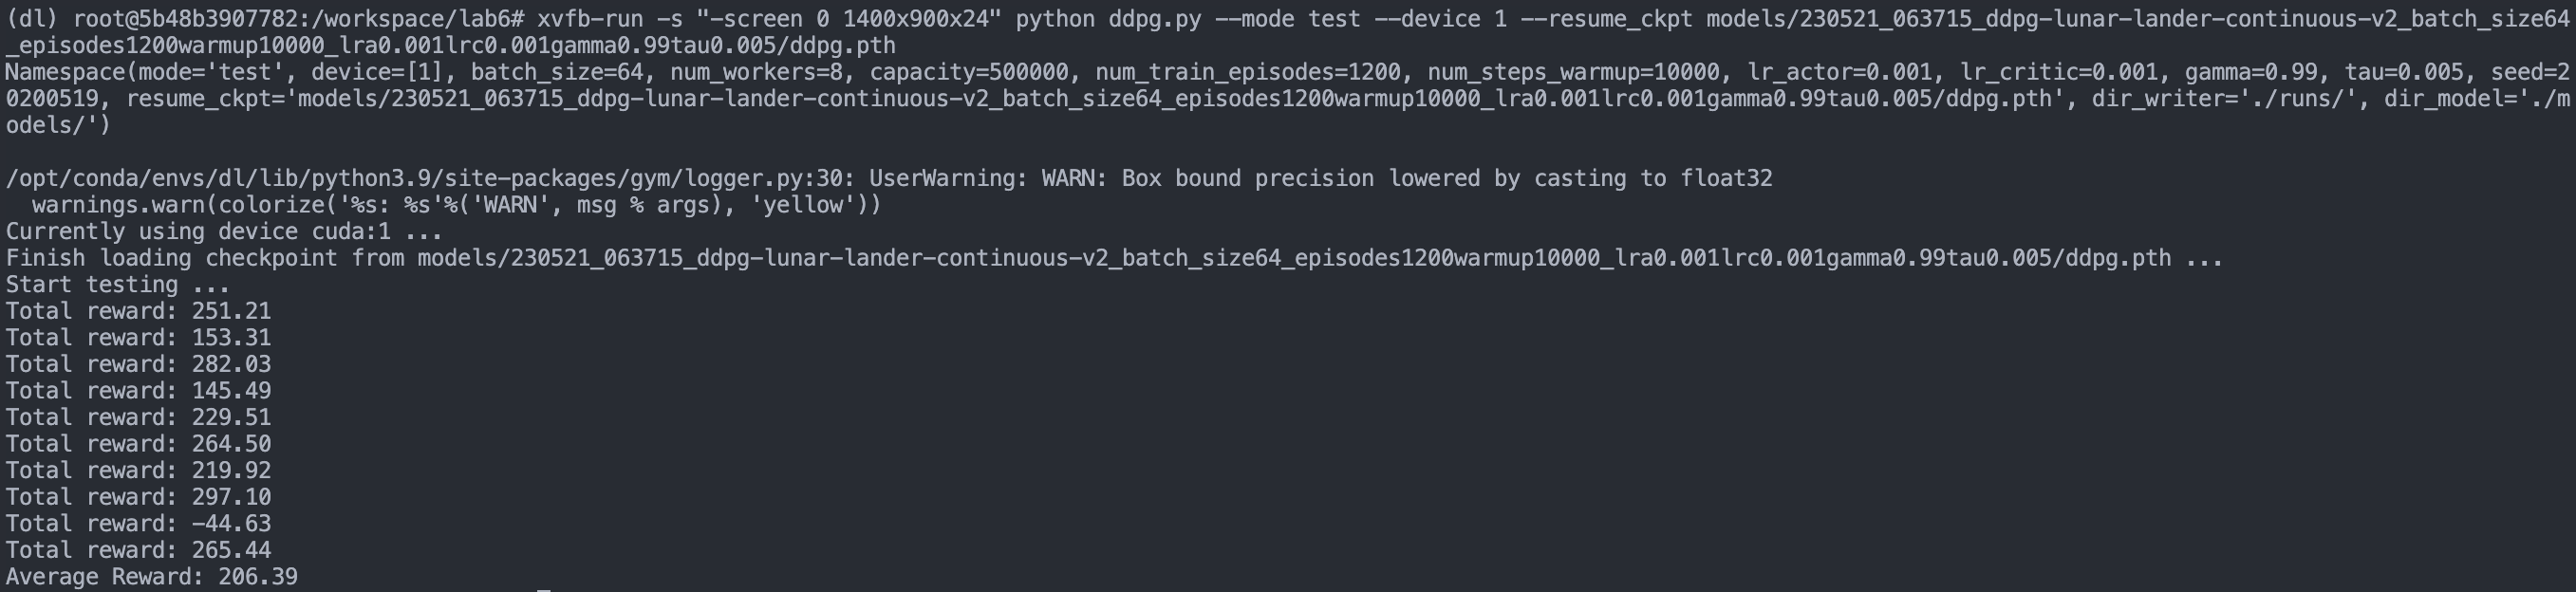 (dl) root@5b48b3907782:/workspace/lab6# xvfb-run -s "-screen 0 1400x900x24" python ddpg.py --mode test --device 1 --resume_ckpt models/230521_063715_ddpg-lunar-lander-continuous-v2_batch_size64
_episodes1200warmup10000_lra0.001lrc0.001gamma0.99tau0.005/ddpg.pth
Namespace(mode='test', device=[1], batch_size=64, num_workers=8, capacity=500000, num_train_episodes=1200, num_steps_warmup=10000, lr_actor=0.001, lr_critic=0.001, gamma=0.99, tau=0.005, seed=2
0200519, resume_ckpt='models/230521_063715_ddpg-lunar-lander-continuous-v2_batch_size64_episodes1200warmup10000_lra0.001lrc0.001gamma0.99tau0.005/ddpg.pth', dir_writer='./runs/', dir_model='./m
odels/')
/opt/conda/envs/dl/lib/python3.9/site-packages/gym/logger.py:30: UserWarning: WARN: Box bound precision lowered by casting to float32
  warnings.warn(colorize('%s: %s'%('WARN', msg % args), 'yellow'))
Currently using device cuda:1 ...
Finish loading checkpoint from models/230521_063715_ddpg-lunar-lander-continuous-v2_batch_size64_episodes1200warmup10000_lra0.001lrc0.001gamma0.99tau0.005/ddpg.pth ...
Start testing ...
Total reward: 251.21
Total reward: 153.31
Total reward: 282.03
Total reward: 145.49
Total reward: 229.51
Total reward: 264.50
Total reward: 219.92
Total reward: 297.10
Total reward: -44.63
Total reward: 265.44
Average Reward: 206.39